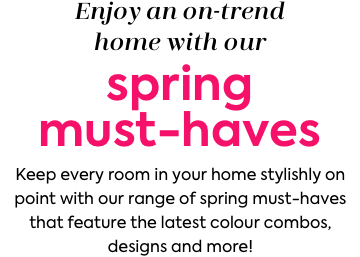 Enjoy an on-trend
home with our
spring
must-haves
Keep every room in your home stylishly on
point with our range of spring must-haves
that feature the latest colour combos,
designs and more!